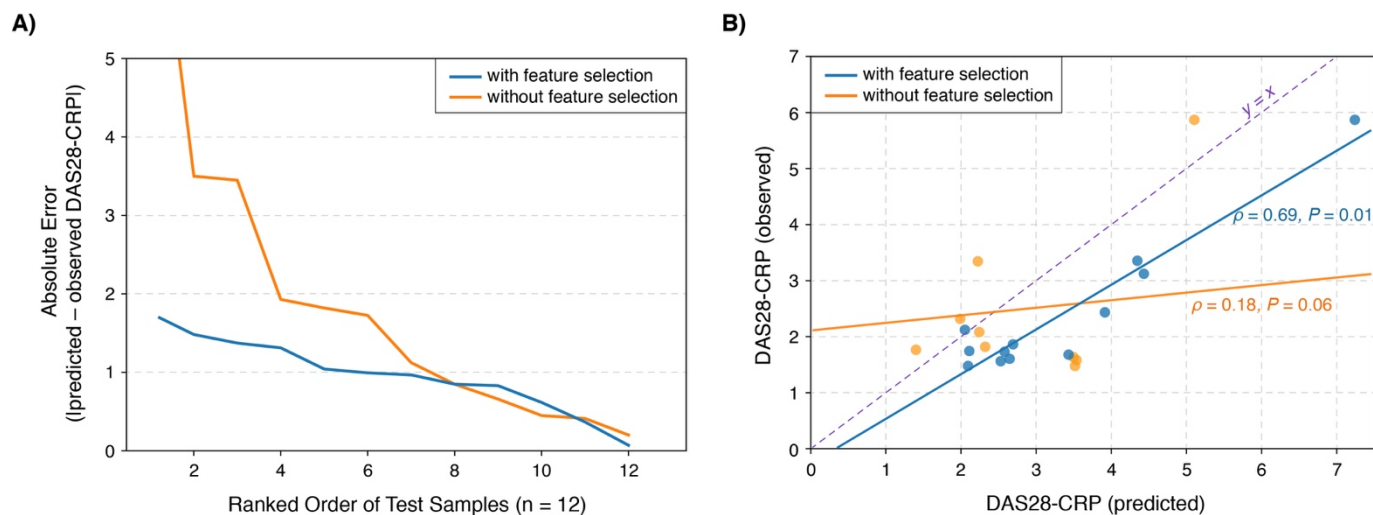 A)
5
4
3
2
1
0
Absolute Error
(|predicted – observed DAS28-CRP|)
with feature selection
without feature selection
2
4
6
8
10
12
Ranked Order of Test Samples (n = 12)
B)
7
6
5
4
3
2
1
0
DAS28-CRP (observed)
with feature selection
without feature selection
y = x
ρ = 0.69, P = 0.01
ρ = 0.18, P = 0.06
0
1
2
3
4
5
6
7
DAS28-CRP (predicted)